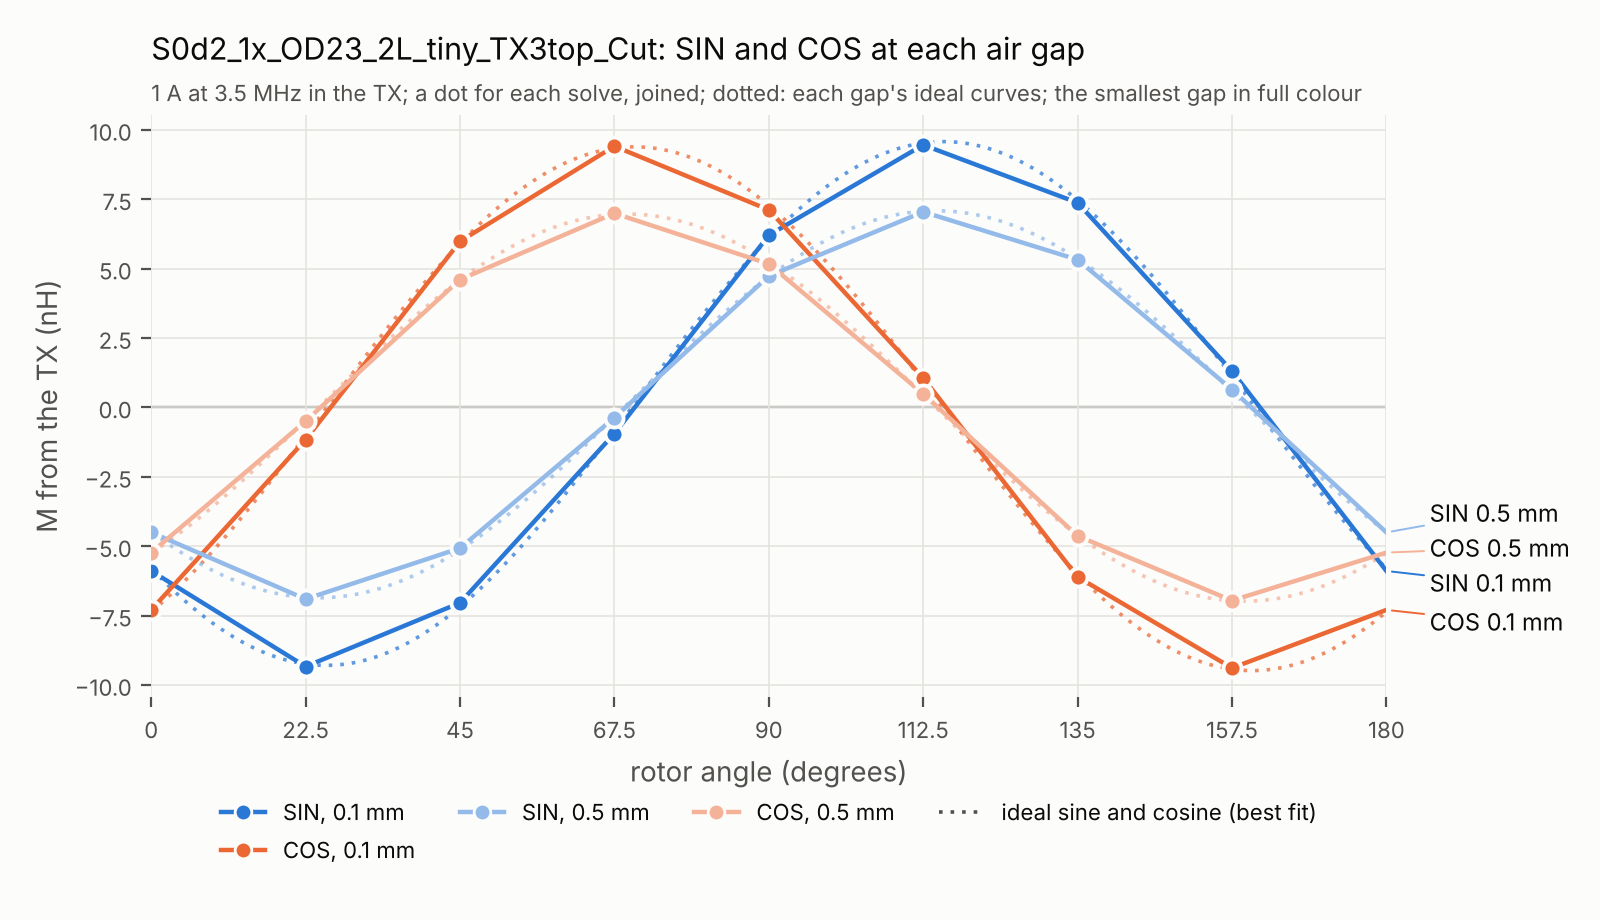 S0d2_1x_OD23_2L_tiny_TX3top_Cut: SIN and COS at each air gap
1 A at 3.5 MHz in the TX; a dot for each solve, joined; dotted: each gap's ideal curves; the smallest gap in full colour
M from the TX (nH)
10.0
7.5
5.0
2.5
0.0
−2.5
−5.0
−7.5
−10.0
SIN 0.5 mm
COS 0.5 mm
SIN 0.1 mm
COS 0.1 mm
0 22.5 45 67.5 90 112.5 135 157.5 180
rotor angle (degrees)
SIN, 0.1 mm SIN, 0.5 mm COS, 0.5 mm ideal sine and cosine (best fit)
COS, 0.1 mm